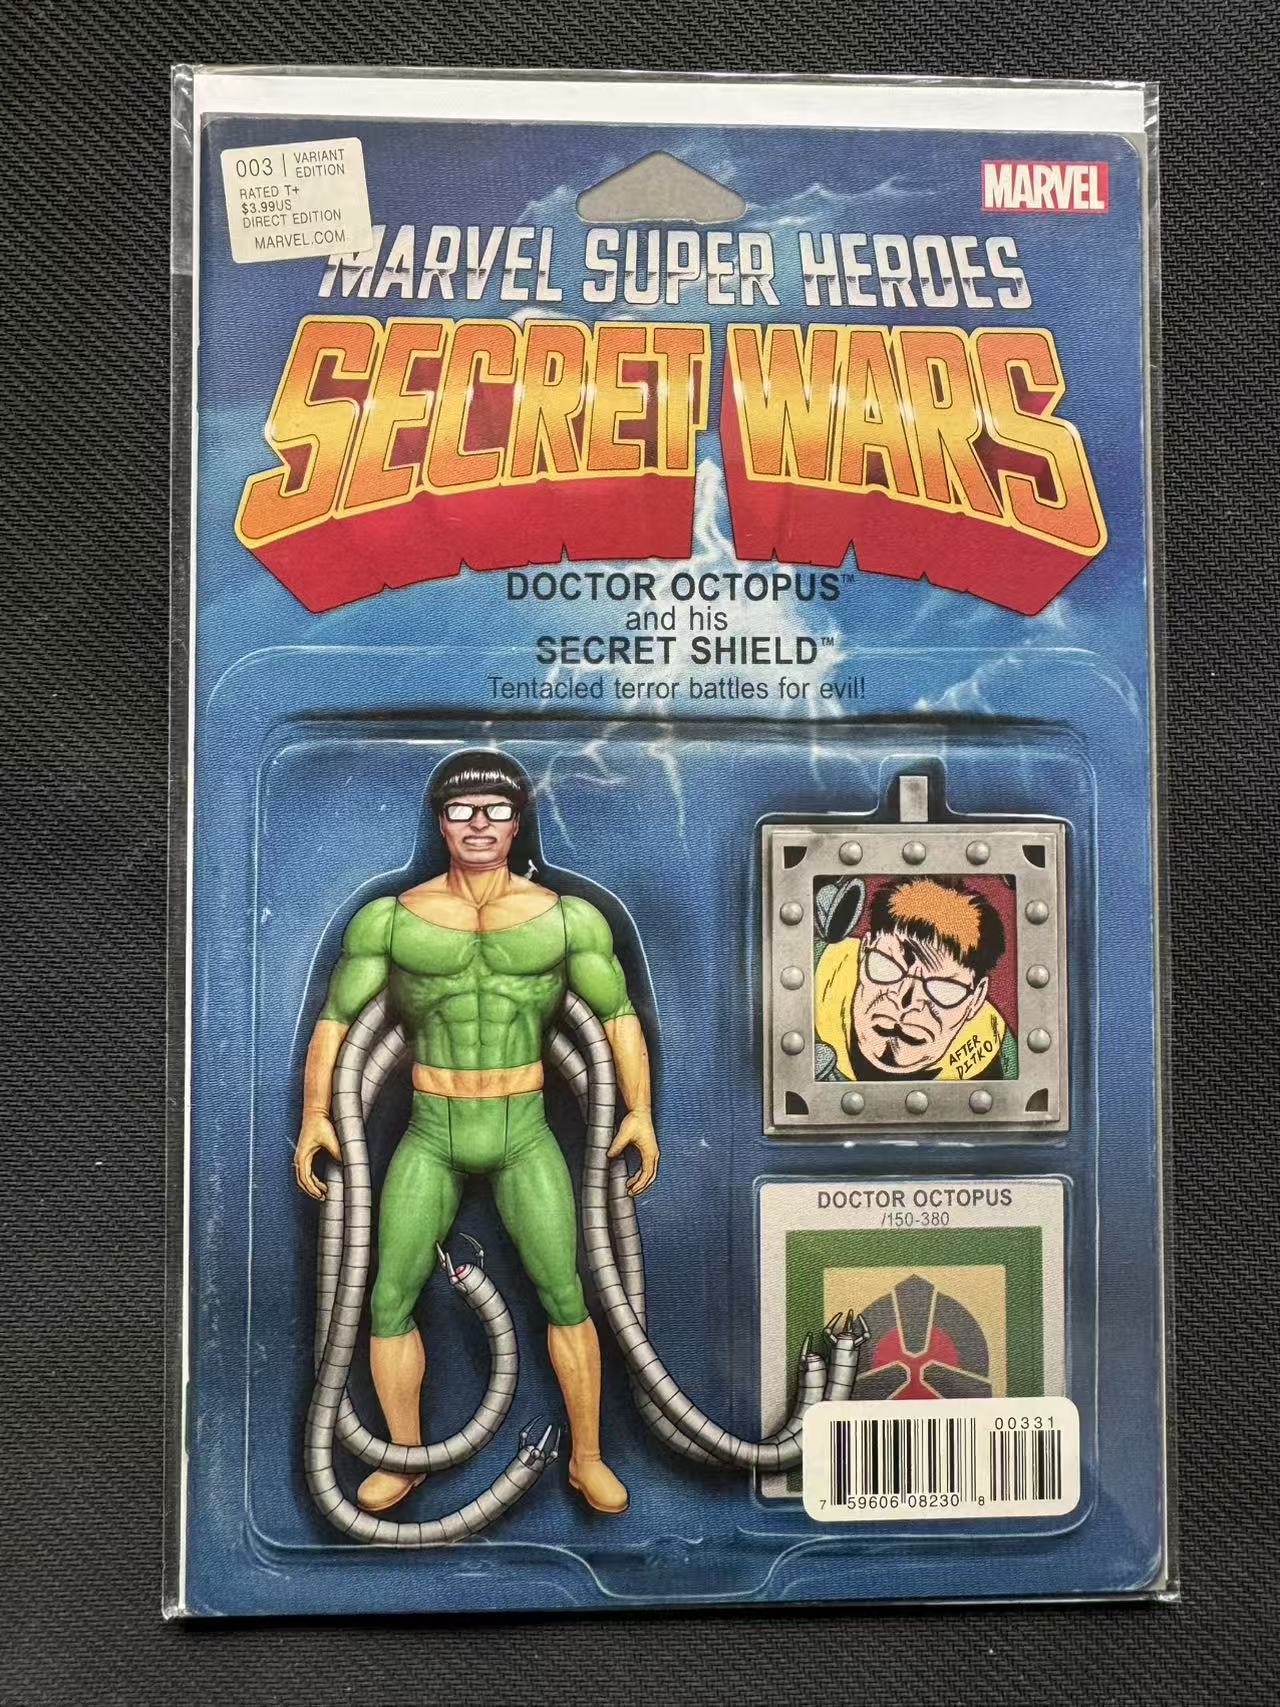 003 | VARIANT EDITION
RATED T+
$3.99US
DIRECT EDITION
MARVEL.COM
MARVEL
MARVEL SUPER HEROES
SECRET WARS
DOCTOR OCTOPUS™
and his
SECRET SHIELD™
Tentacled terror battles for evil!
AFTER
DITKO!
DOCTOR OCTOPUS
/150-380
00331
7 59606 08230 8